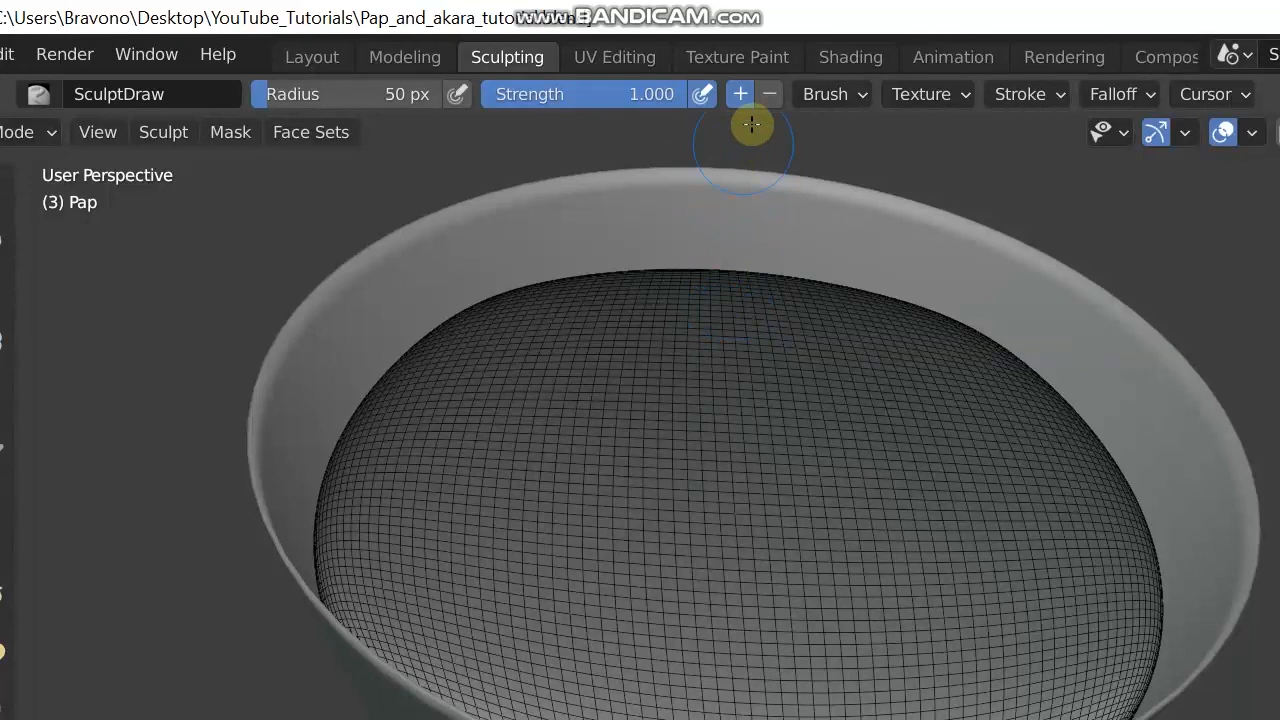 C:\Users\Bravono\Desktop\YouTube_Tutorials\Pap_and_akara_tuto
www.BANDICAM.com
dit Render Window Help Layout Modeling Sculpting UV Editing Texture Paint Shading Animation Rendering Compos S
SculptDraw Radius 50 px Strength 1.000 + − Brush Texture Stroke Falloff Cursor
Mode View Sculpt Mask Face Sets
User Perspective
(3) Pap